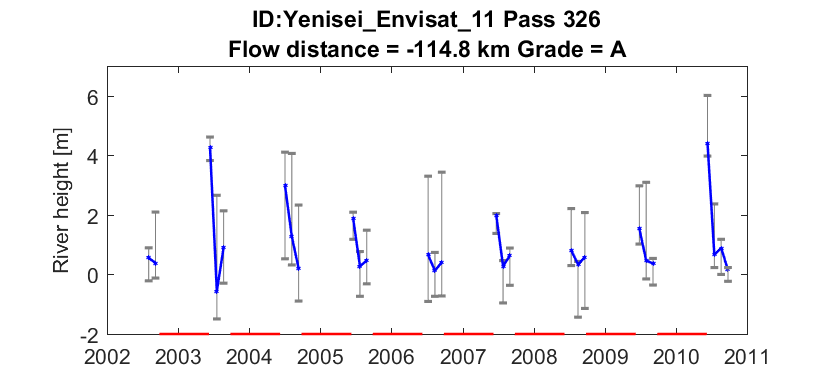 ID:Yenisei_Envisat_11 Pass 326
Flow distance = -114.8 km Grade = A
River height [m]
6
4
2
0
-2
2002 2003 2004 2005 2006 2007 2008 2009 2010 2011